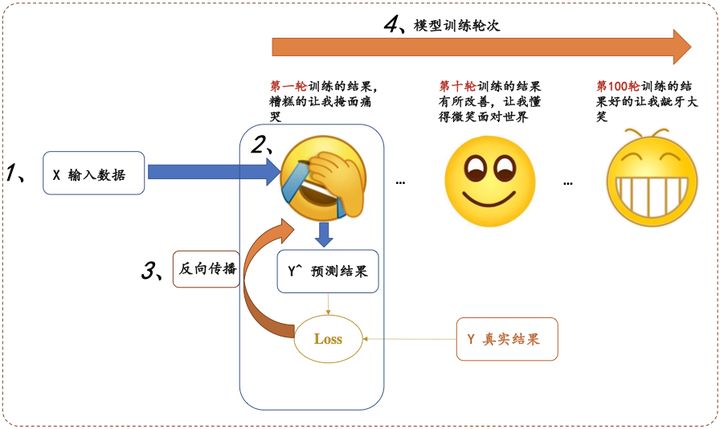 4、模型训练轮次
第一轮训练的结果，
糟糕的让我掩面痛
哭
第十轮训练的结果
有所改善，让我懂
得微笑面对世界
第100轮训练的结
果好的让我龇牙大
笑
2、
1、
X 输入数据
...
...
3、
反向传播
Y^ 预测结果
Loss
Y 真实结果